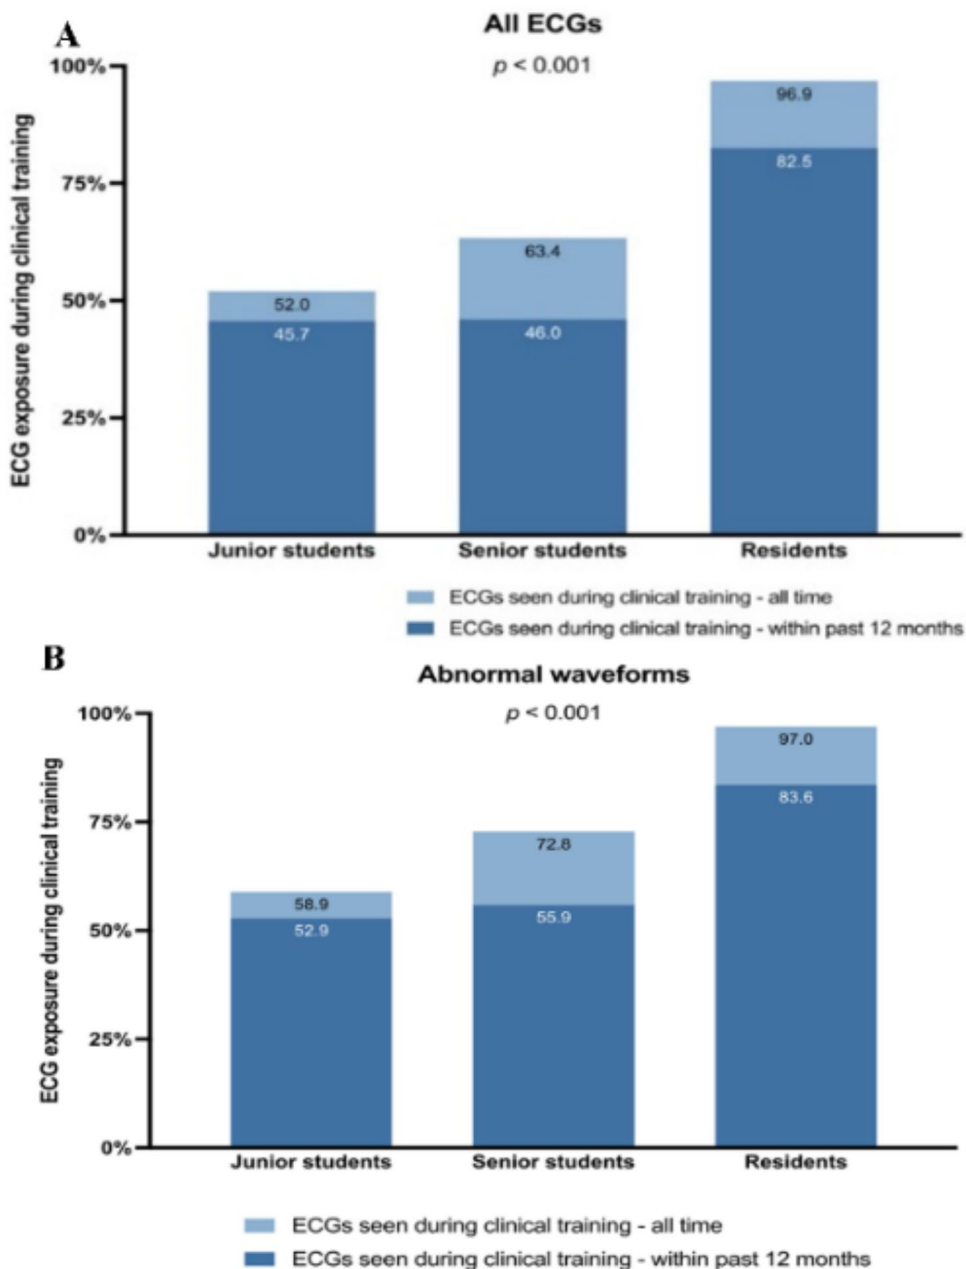 A
All ECGs
p < 0.001
100%
75%
50%
25%
0%
ECG exposure during clinical training
52.0
45.7
63.4
46.0
96.9
82.5
Junior students
Senior students
Residents
ECGs seen during clinical training - all time
ECGs seen during clinical training - within past 12 months
B
Abnormal waveforms
p < 0.001
100%
75%
50%
25%
0%
ECG exposure during clinical training
58.9
52.9
72.8
55.9
97.0
83.6
Junior students
Senior students
Residents
ECGs seen during clinical training - all time
ECGs seen during clinical training - within past 12 months